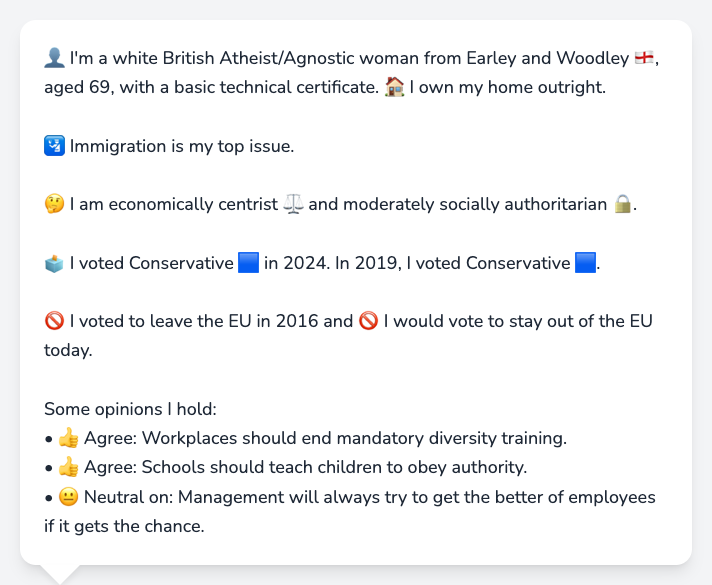 👤 I'm a white British Atheist/Agnostic woman from Earley and Woodley 🏴󠁧󠁢󠁥󠁮󠁧󠁿,
aged 69, with a basic technical certificate. 🏠 I own my home outright.
🛂 Immigration is my top issue.
🤔 I am economically centrist ⚖️ and moderately socially authoritarian 🔒.
🗳️ I voted Conservative 🟦 in 2024. In 2019, I voted Conservative 🟦.
🚫 I voted to leave the EU in 2016 and 🚫 I would vote to stay out of the EU
today.
Some opinions I hold:
• 👍 Agree: Workplaces should end mandatory diversity training.
• 👍 Agree: Schools should teach children to obey authority.
• 😐 Neutral on: Management will always try to get the better of employees
if it gets the chance.